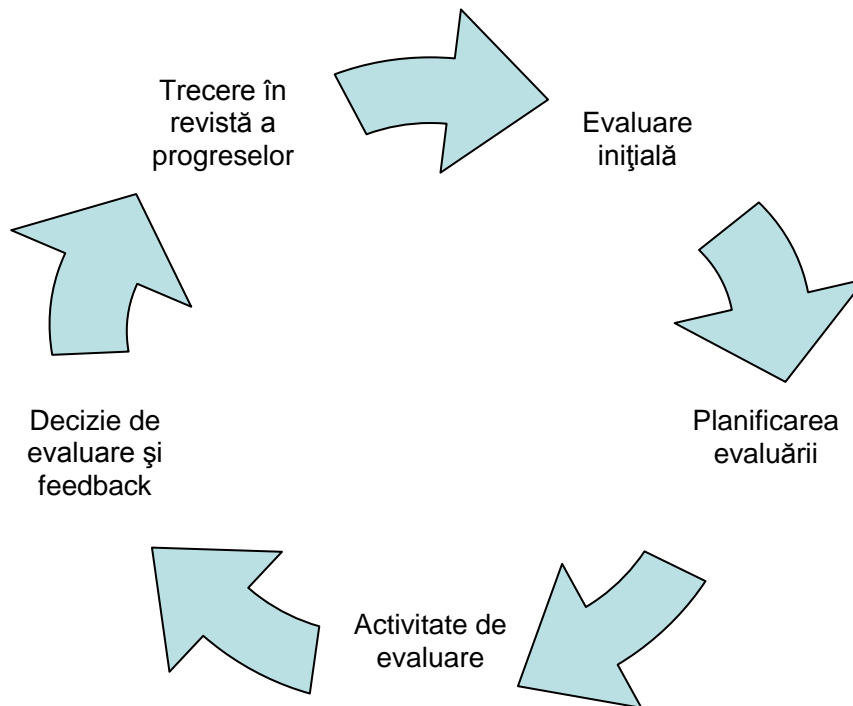 Trecere în
revistă a
progreselor
Evaluare
iniţială
Planificarea
evaluării
Activitate de
evaluare
Decizie de
evaluare şi
feedback